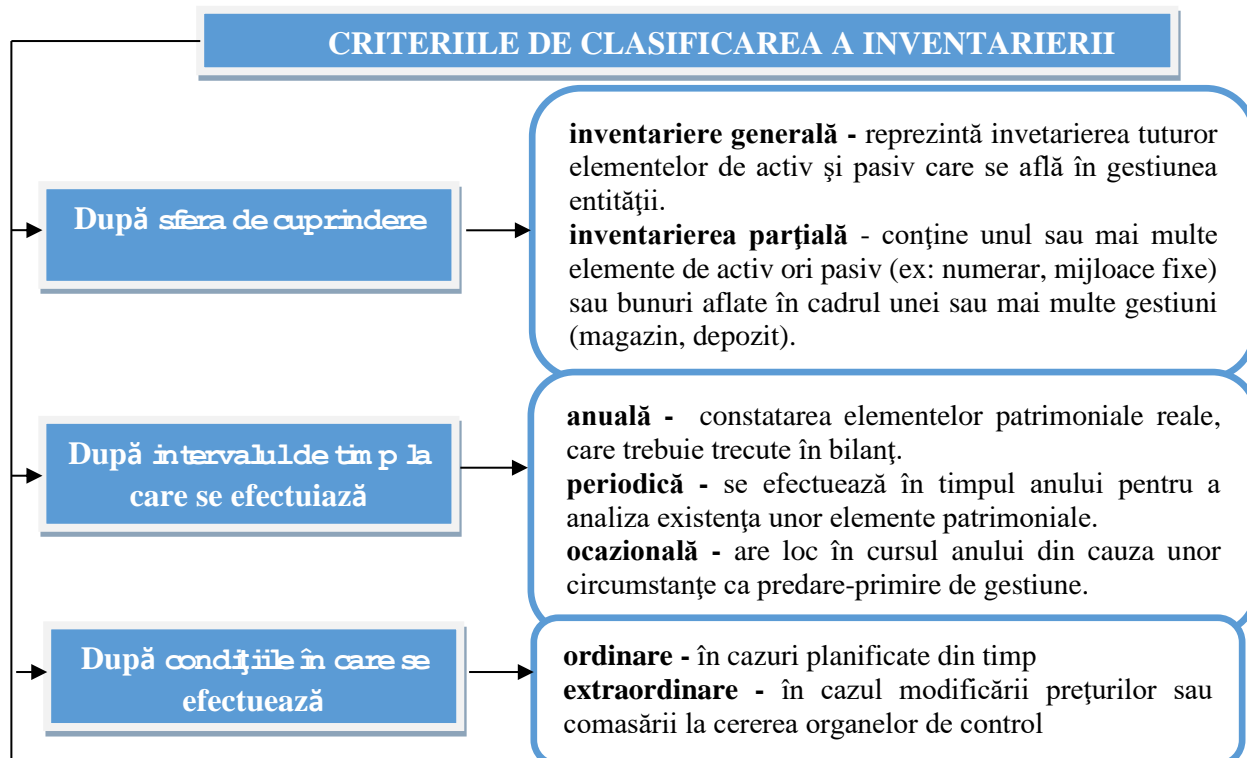 CRITERIILE DE CLASIFICAREA A INVENTARIERII
După sfera de cuprindere
inventariere generală - reprezintă invetarierea tuturor
elementelor de activ şi pasiv care se află în gestiunea
entităţii.
inventarierea parţială - conţine unul sau mai multe
elemente de activ ori pasiv (ex: numerar, mijloace fixe)
sau bunuri aflate în cadrul unei sau mai multe gestiuni
(magazin, depozit).
După intervalul de timp la
care se efectuiază
anuală - constatarea elementelor patrimoniale reale,
care trebuie trecute în bilanţ.
periodică - se efectuează în timpul anului pentru a
analiza existenţa unor elemente patrimoniale.
ocazională - are loc în cursul anului din cauza unor
circumstanţe ca predare-primire de gestiune.
După condiţiile în care se
efectuează
ordinare - în cazuri planificate din timp
extraordinare - în cazul modificării preţurilor sau
comasării la cererea organelor de control